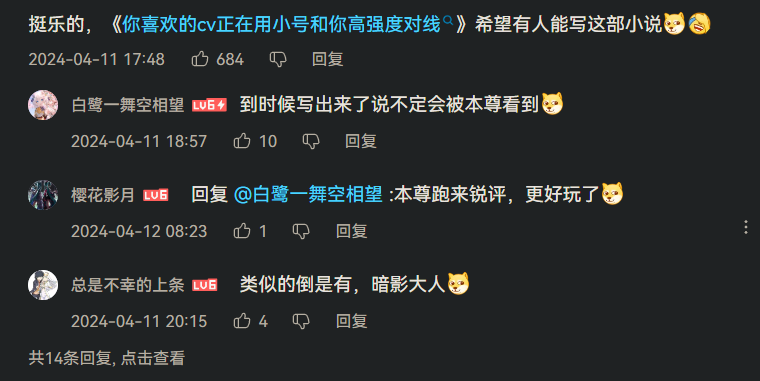 挺乐的，《你喜欢的cv正在用小号和你高强度对线》希望有人能写这部小说
2024-04-11 17:48 684 回复
白鹭一舞空相望 LV6 到时候写出来了说不定会被本尊看到
2024-04-11 18:57 10 回复
樱花影月 LV6 回复 @白鹭一舞空相望 :本尊跑来锐评，更好玩了
2024-04-12 08:23 1 回复
总是不幸的上条 LV6 类似的倒是有，暗影大人
2024-04-11 20:15 4 回复
共14条回复, 点击查看